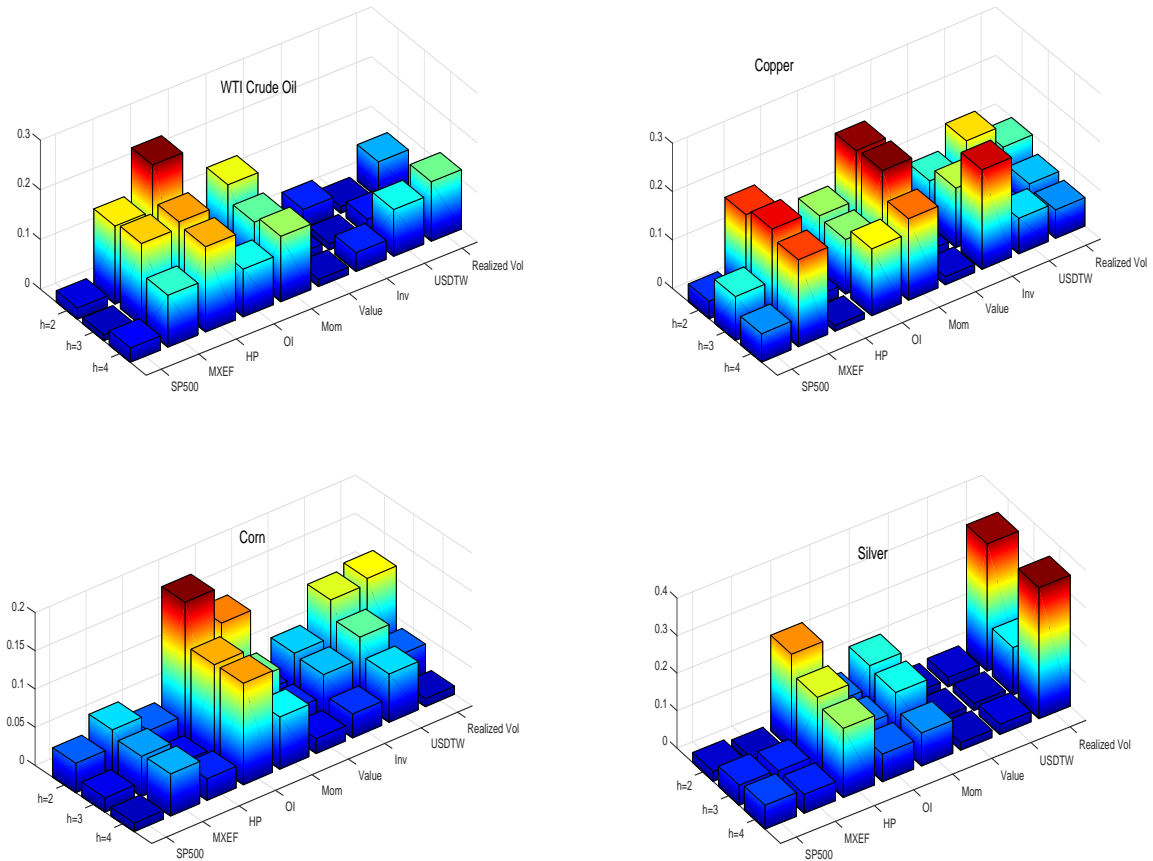 WTI Crude Oil
0.3
0.2
0.1
0
h=2
h=3
h=4
SP500
MXEF
HP
OI
Mom
Value
Inv
USDTW
Realized Vol
Copper
0.3
0.2
0.1
0
h=2
h=3
h=4
SP500
MXEF
HP
OI
Mom
Value
Inv
USDTW
Realized Vol
Corn
0.2
0.15
0.1
0.05
0
h=2
h=3
h=4
SP500
MXEF
HP
OI
Mom
Value
Inv
USDTW
Realized Vol
Silver
0.4
0.3
0.2
0.1
0
h=2
h=3
h=4
SP500
MXEF
HP
OI
Mom
Value
USDTW
Realized Vol